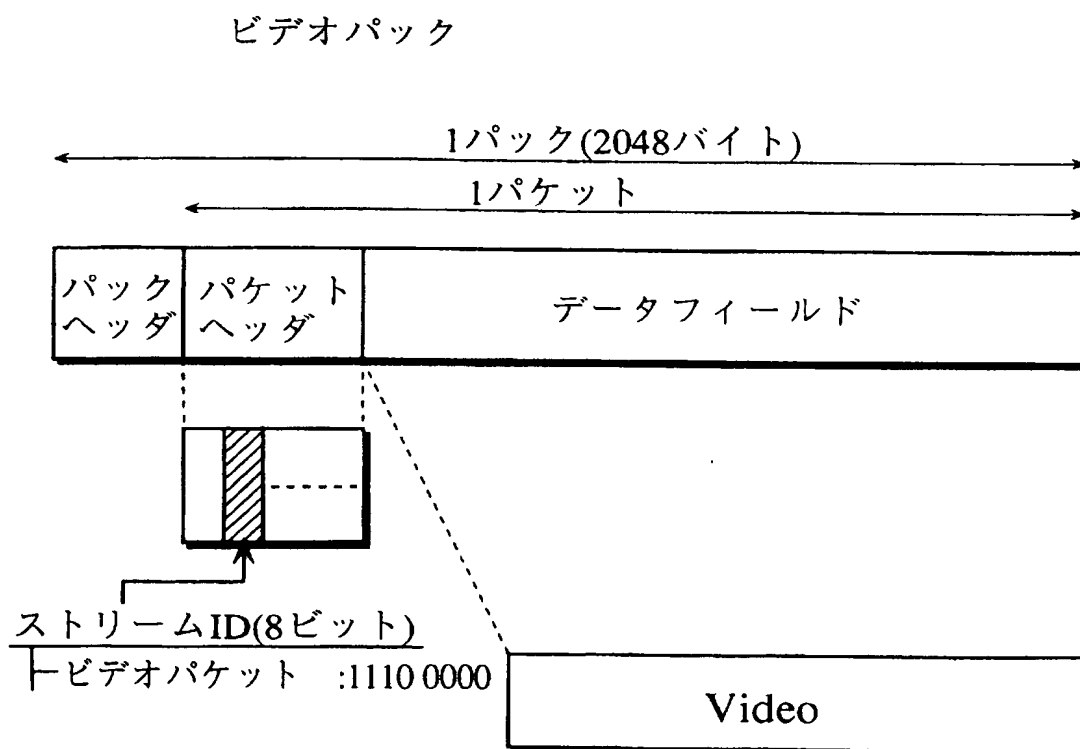 ビデオパック
1パック(2048バイト)
1パケット
パック
ヘッダ
パケット
ヘッダ
データフィールド
ストリームID(8ビット)
ビデオパケット :1110 0000
Video